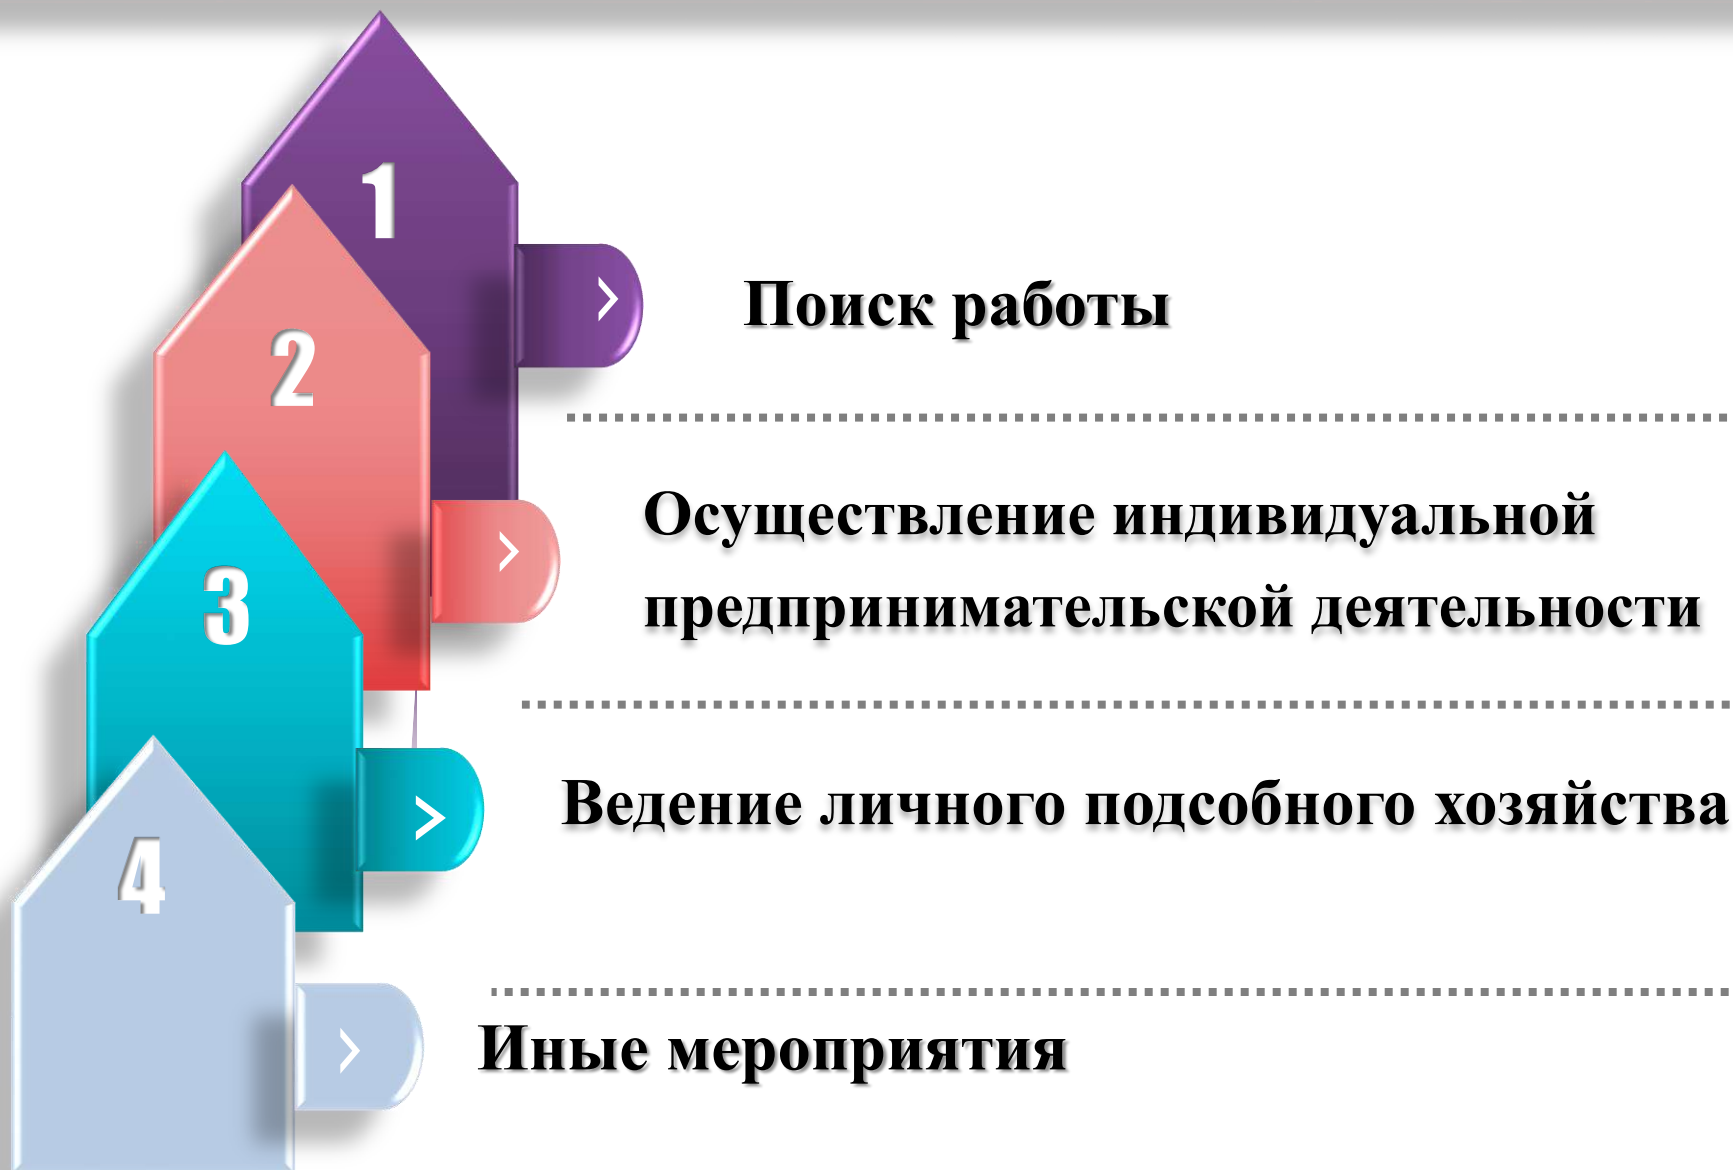 1
Поиск работы
2
Осуществление индивидуальной
предпринимательской деятельности
3
Ведение личного подсобного хозяйства
4
Иные мероприятия